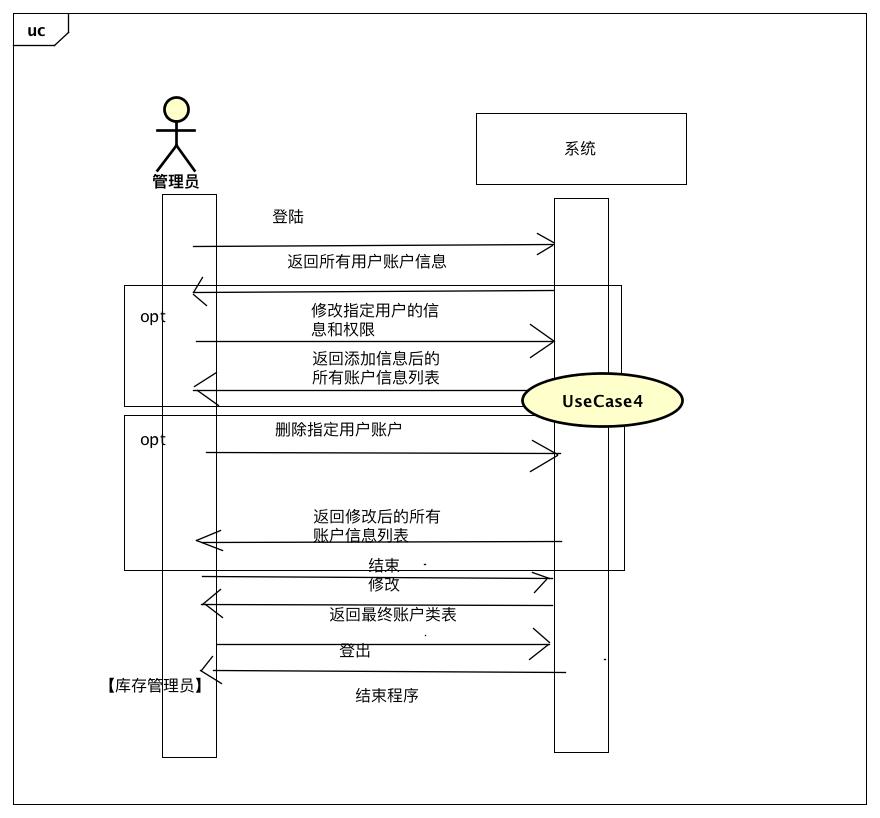 uc
管理员
系统
登陆
返回所有用户账户信息
opt
修改指定用户的信
息和权限
返回添加信息后的
所有账户信息列表
UseCase4
opt
删除指定用户账户
返回修改后的所有
账户信息列表
结束
修改
返回最终账户类表
登出
【库存管理员】
结束程序